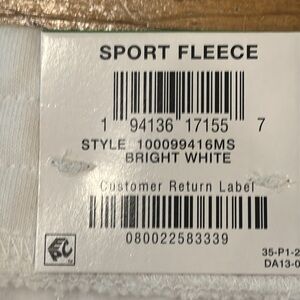 SPORT FLEECE
1 94136 17155 7
STYLE 100099416MS
BRIGHT WHITE
Customer Return Label
080022583339
35-P1-2
DA13-0